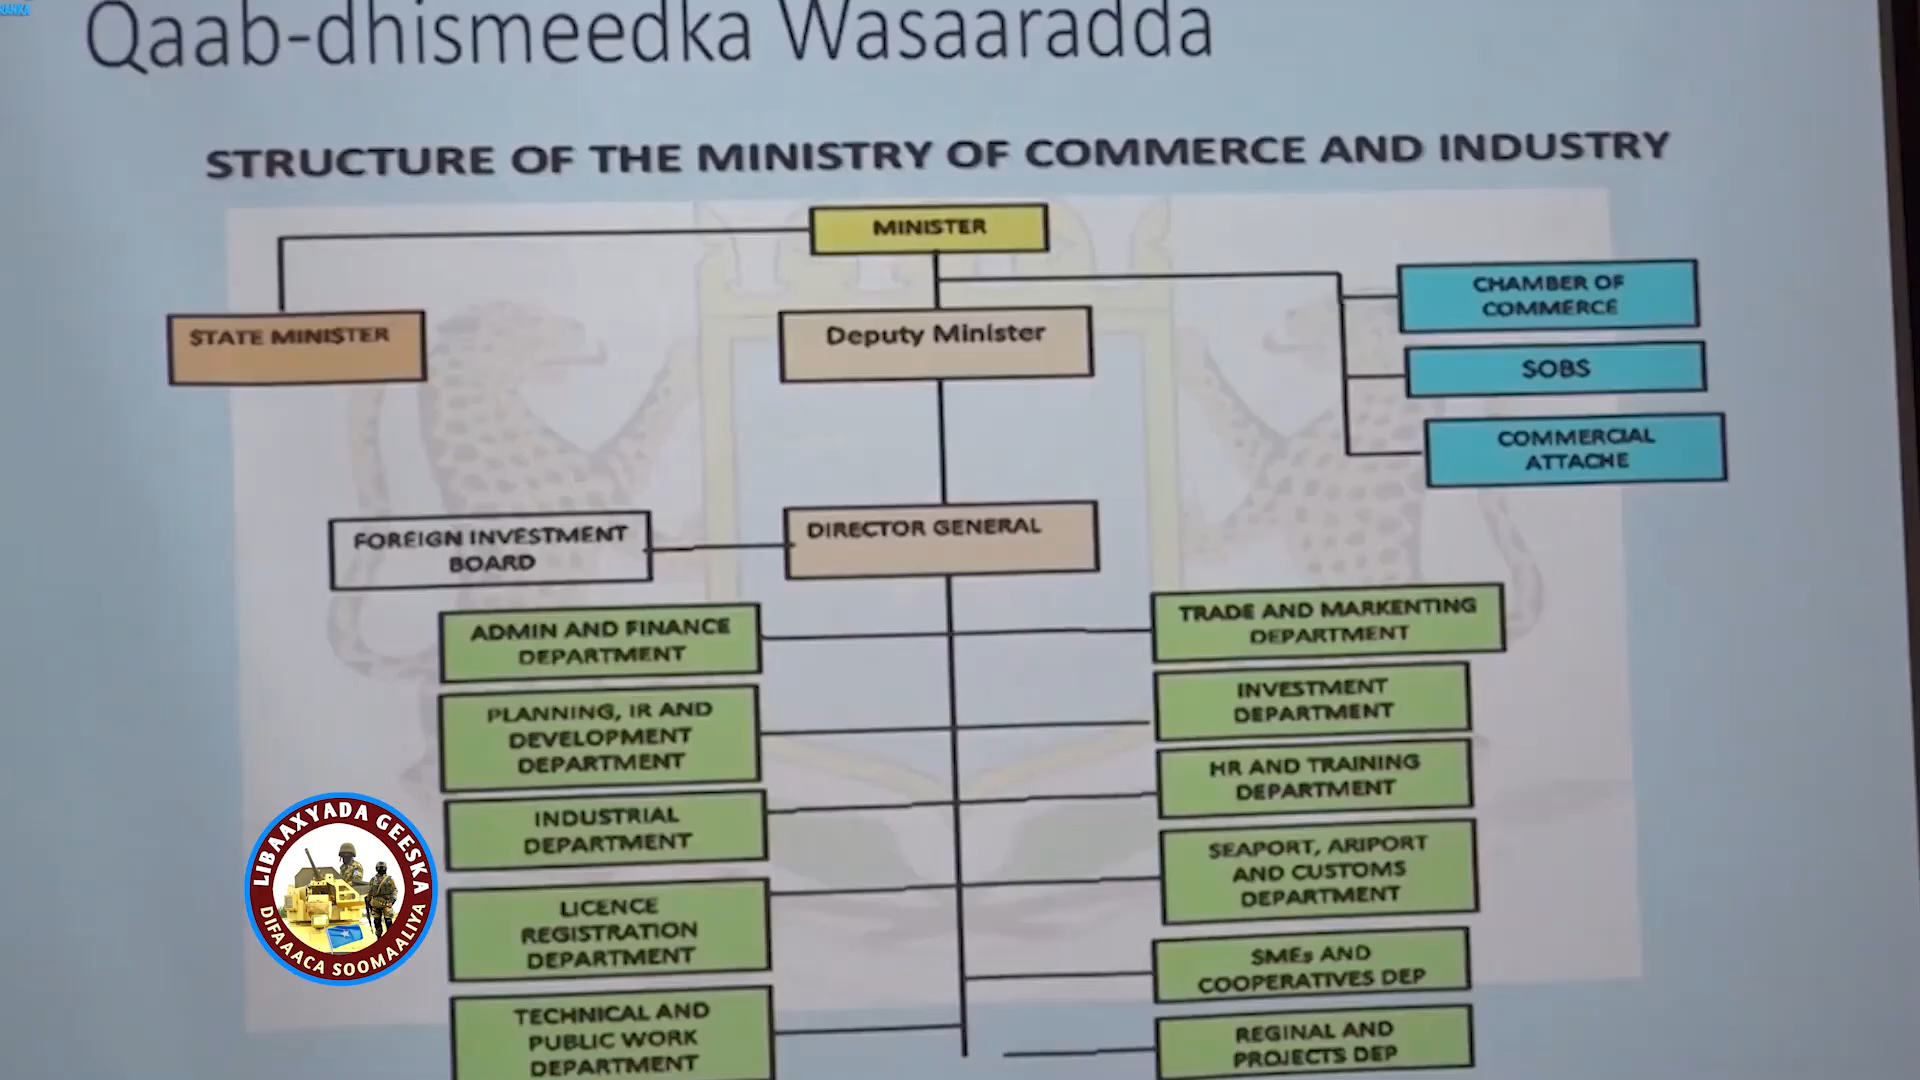 Qaab-dhismeedka Wasaaradda
STRUCTURE OF THE MINISTRY OF COMMERCE AND INDUSTRY
MINISTER
STATE MINISTER
Deputy Minister
CHAMBER OF
COMMERCE
SOBS
COMMERCIAL
ATTACHE
FOREIGN INVESTMENT
BOARD
DIRECTOR GENERAL
ADMIN AND FINANCE
DEPARTMENT
TRADE AND MARKENTING
DEPARTMENT
PLANNING, IR AND
DEVELOPMENT
DEPARTMENT
INVESTMENT
DEPARTMENT
INDUSTRIAL
DEPARTMENT
HR AND TRAINING
DEPARTMENT
LICENCE
REGISTRATION
DEPARTMENT
SEAPORT, ARIPORT
AND CUSTOMS
DEPARTMENT
TECHNICAL AND
PUBLIC WORK
DEPARTMENT
SMEs AND
COOPERATIVES DEP
REGINAL AND
PROJECTS DEP
LIBAAXYADA GEESKA
DIFAAACA SOOMAALIYA